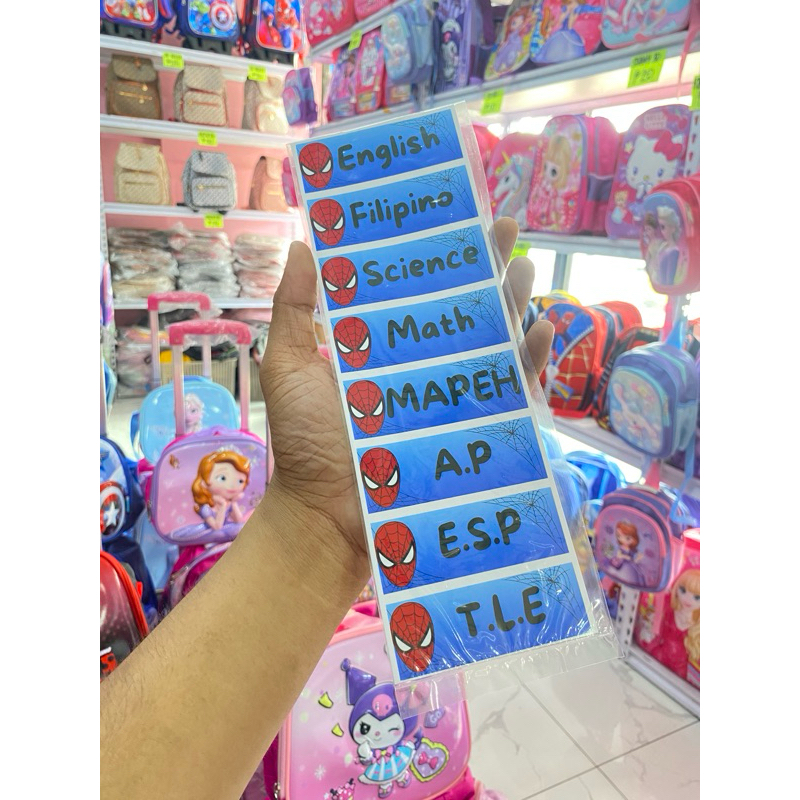 English
Filipino
Science
Math
MAPEH
A.P
E.S.P
T.L.E